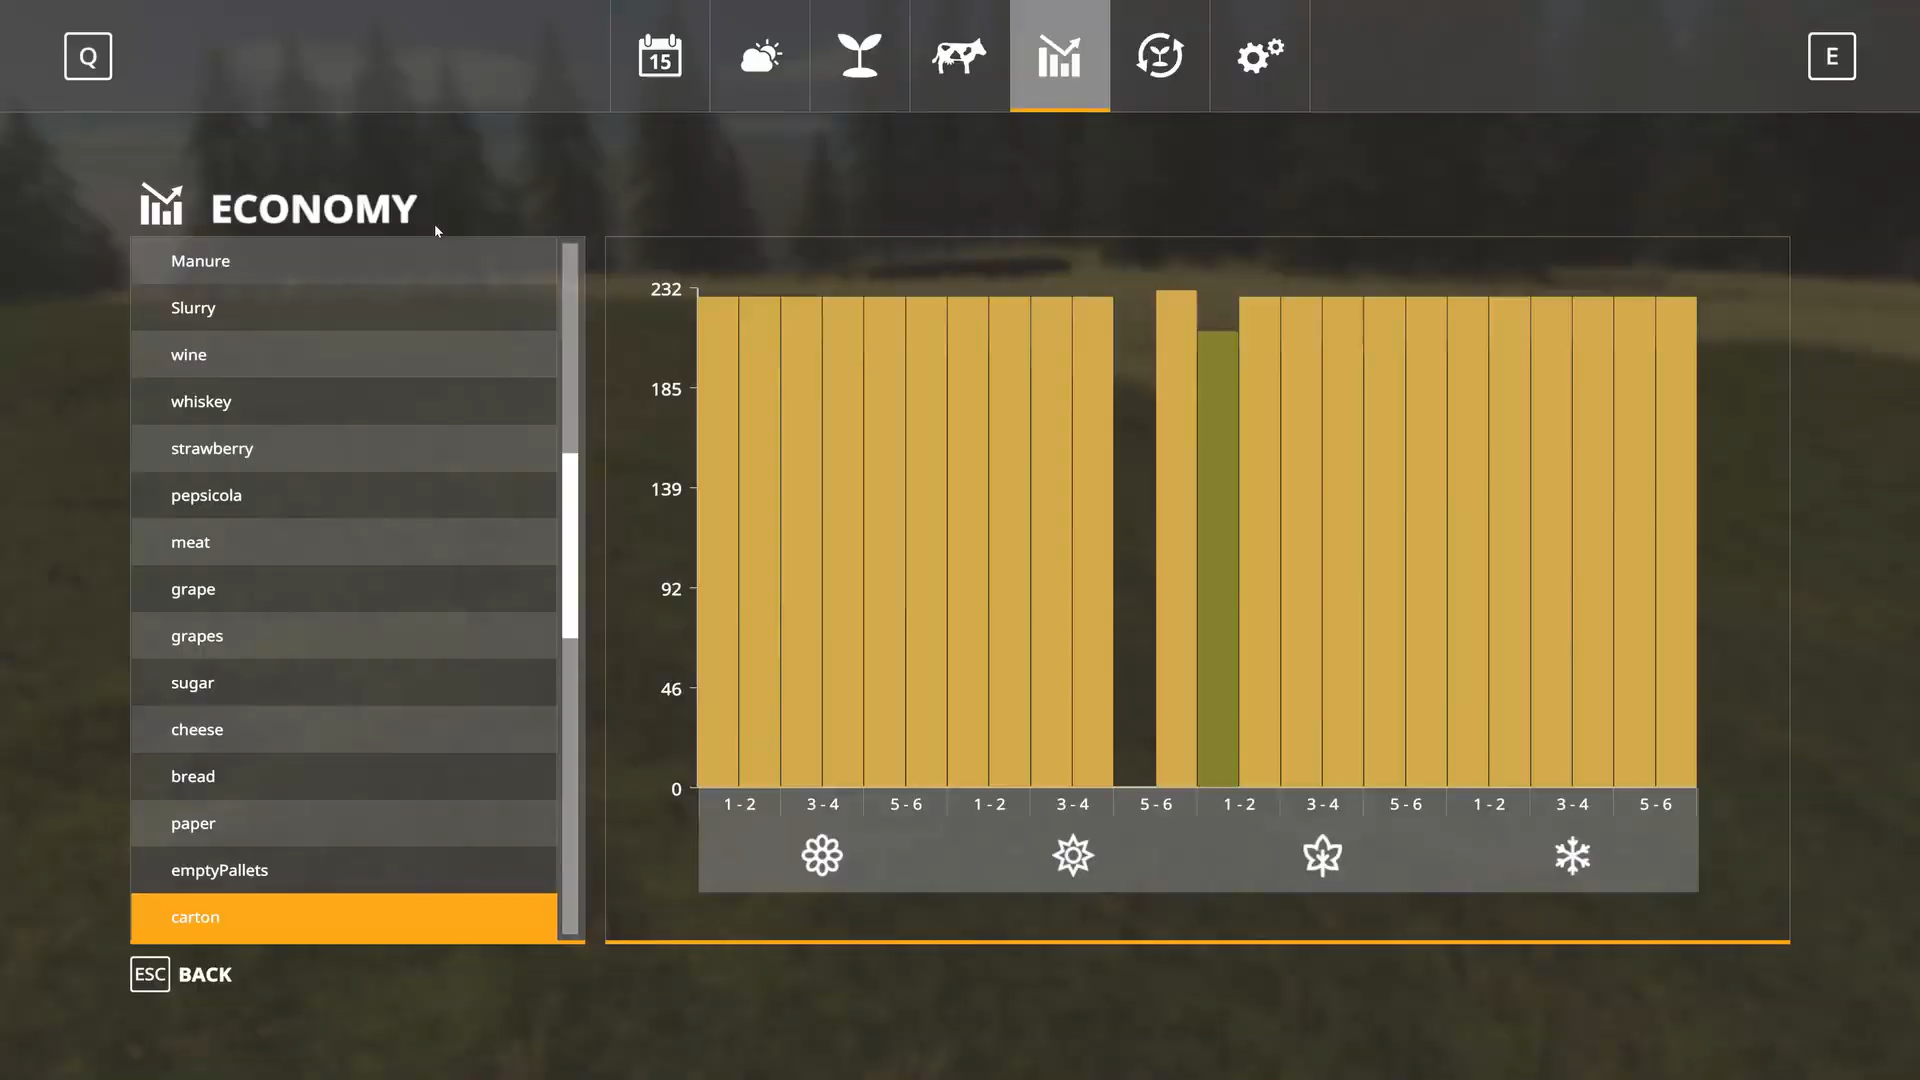 Q
15
E
ECONOMY
Manure
Slurry
wine
whiskey
strawberry
pepsicola
meat
grape
grapes
sugar
cheese
bread
paper
emptyPallets
carton
232
185
139
92
46
0
1 - 2 3 - 4 5 - 6 1 - 2 3 - 4 5 - 6 1 - 2 3 - 4 5 - 6 1 - 2 3 - 4 5 - 6
ESC BACK